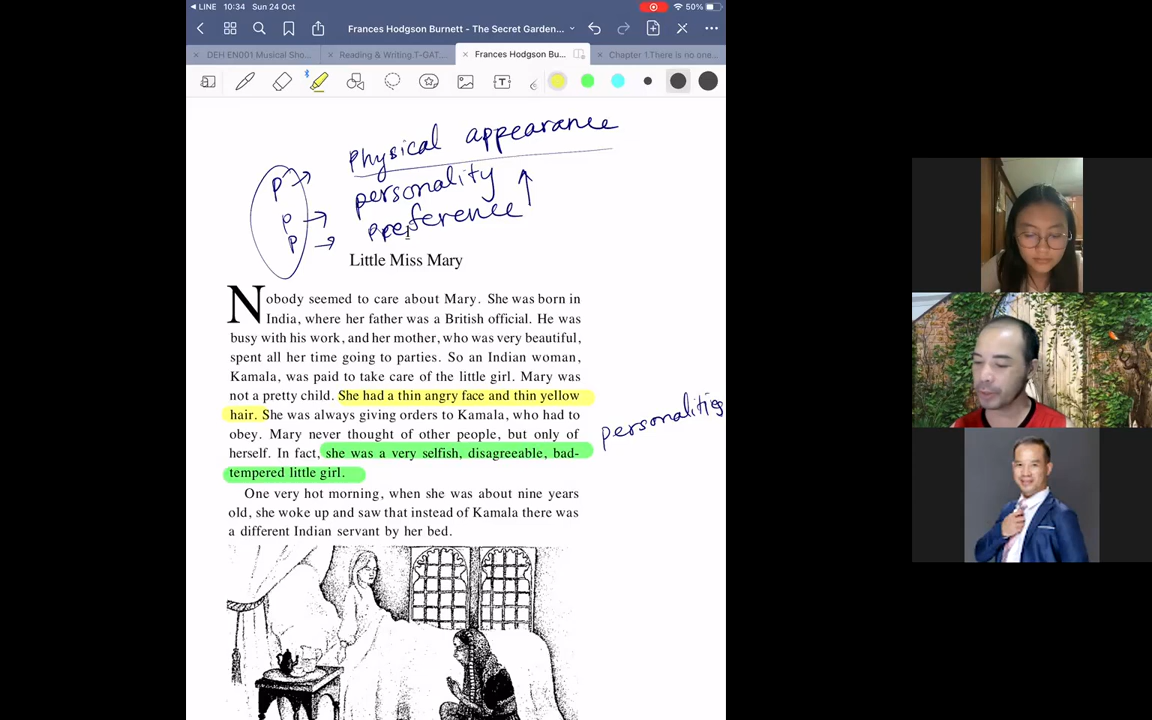 LINE 10:34 Sun 24 Oct 50%
Frances Hodgson Burnett - The Secret Garden...
DEH EN001 Musical Sho... Reading & Writing.T-GAT... Frances Hodgson Bu... Chapter 1.There is no one...
T
Physical appearance
p personality
p preference
p
Little Miss Mary
Nobody seemed to care about Mary. She was born in
India, where her father was a British official. He was
busy with his work, and her mother, who was very beautiful,
spent all her time going to parties. So an Indian woman,
Kamala, was paid to take care of the little girl. Mary was
not a pretty child. She had a thin angry face and thin yellow
hair. She was always giving orders to Kamala, who had to
obey. Mary never thought of other people, but only of
herself. In fact, she was a very selfish, disagreeable, bad-
tempered little girl.
personalities
One very hot morning, when she was about nine years
old, she woke up and saw that instead of Kamala there was
a different Indian servant by her bed.